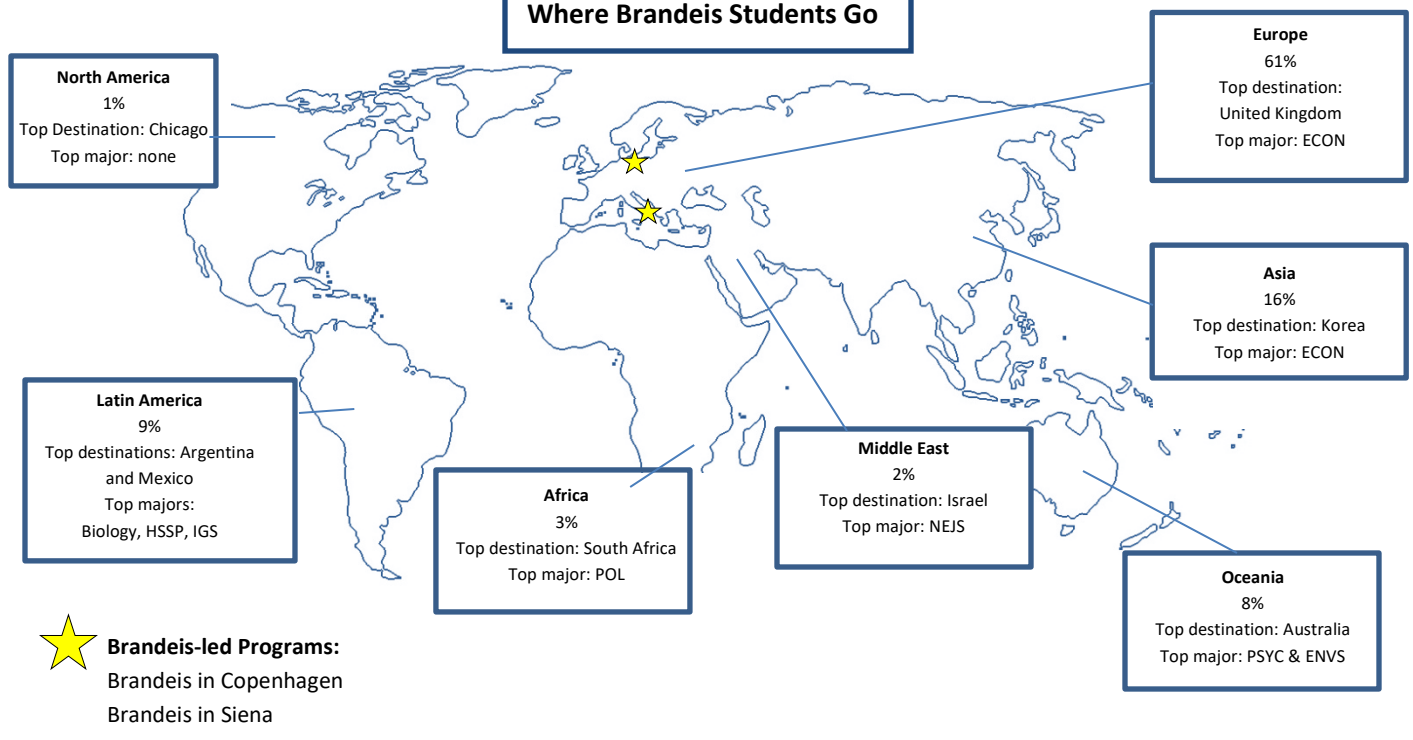 Where Brandeis Students Go
North America
1%
Top Destination: Chicago
Top major: none
Europe
61%
Top destination:
United Kingdom
Top major: ECON
Asia
16%
Top destination: Korea
Top major: ECON
Latin America
9%
Top destinations: Argentina
and Mexico
Top majors:
Biology, HSSP, IGS
Africa
3%
Top destination: South Africa
Top major: POL
Middle East
2%
Top destination: Israel
Top major: NEJS
Oceania
8%
Top destination: Australia
Top major: PSYC & ENVS
Brandeis-led Programs:
Brandeis in Copenhagen
Brandeis in Siena